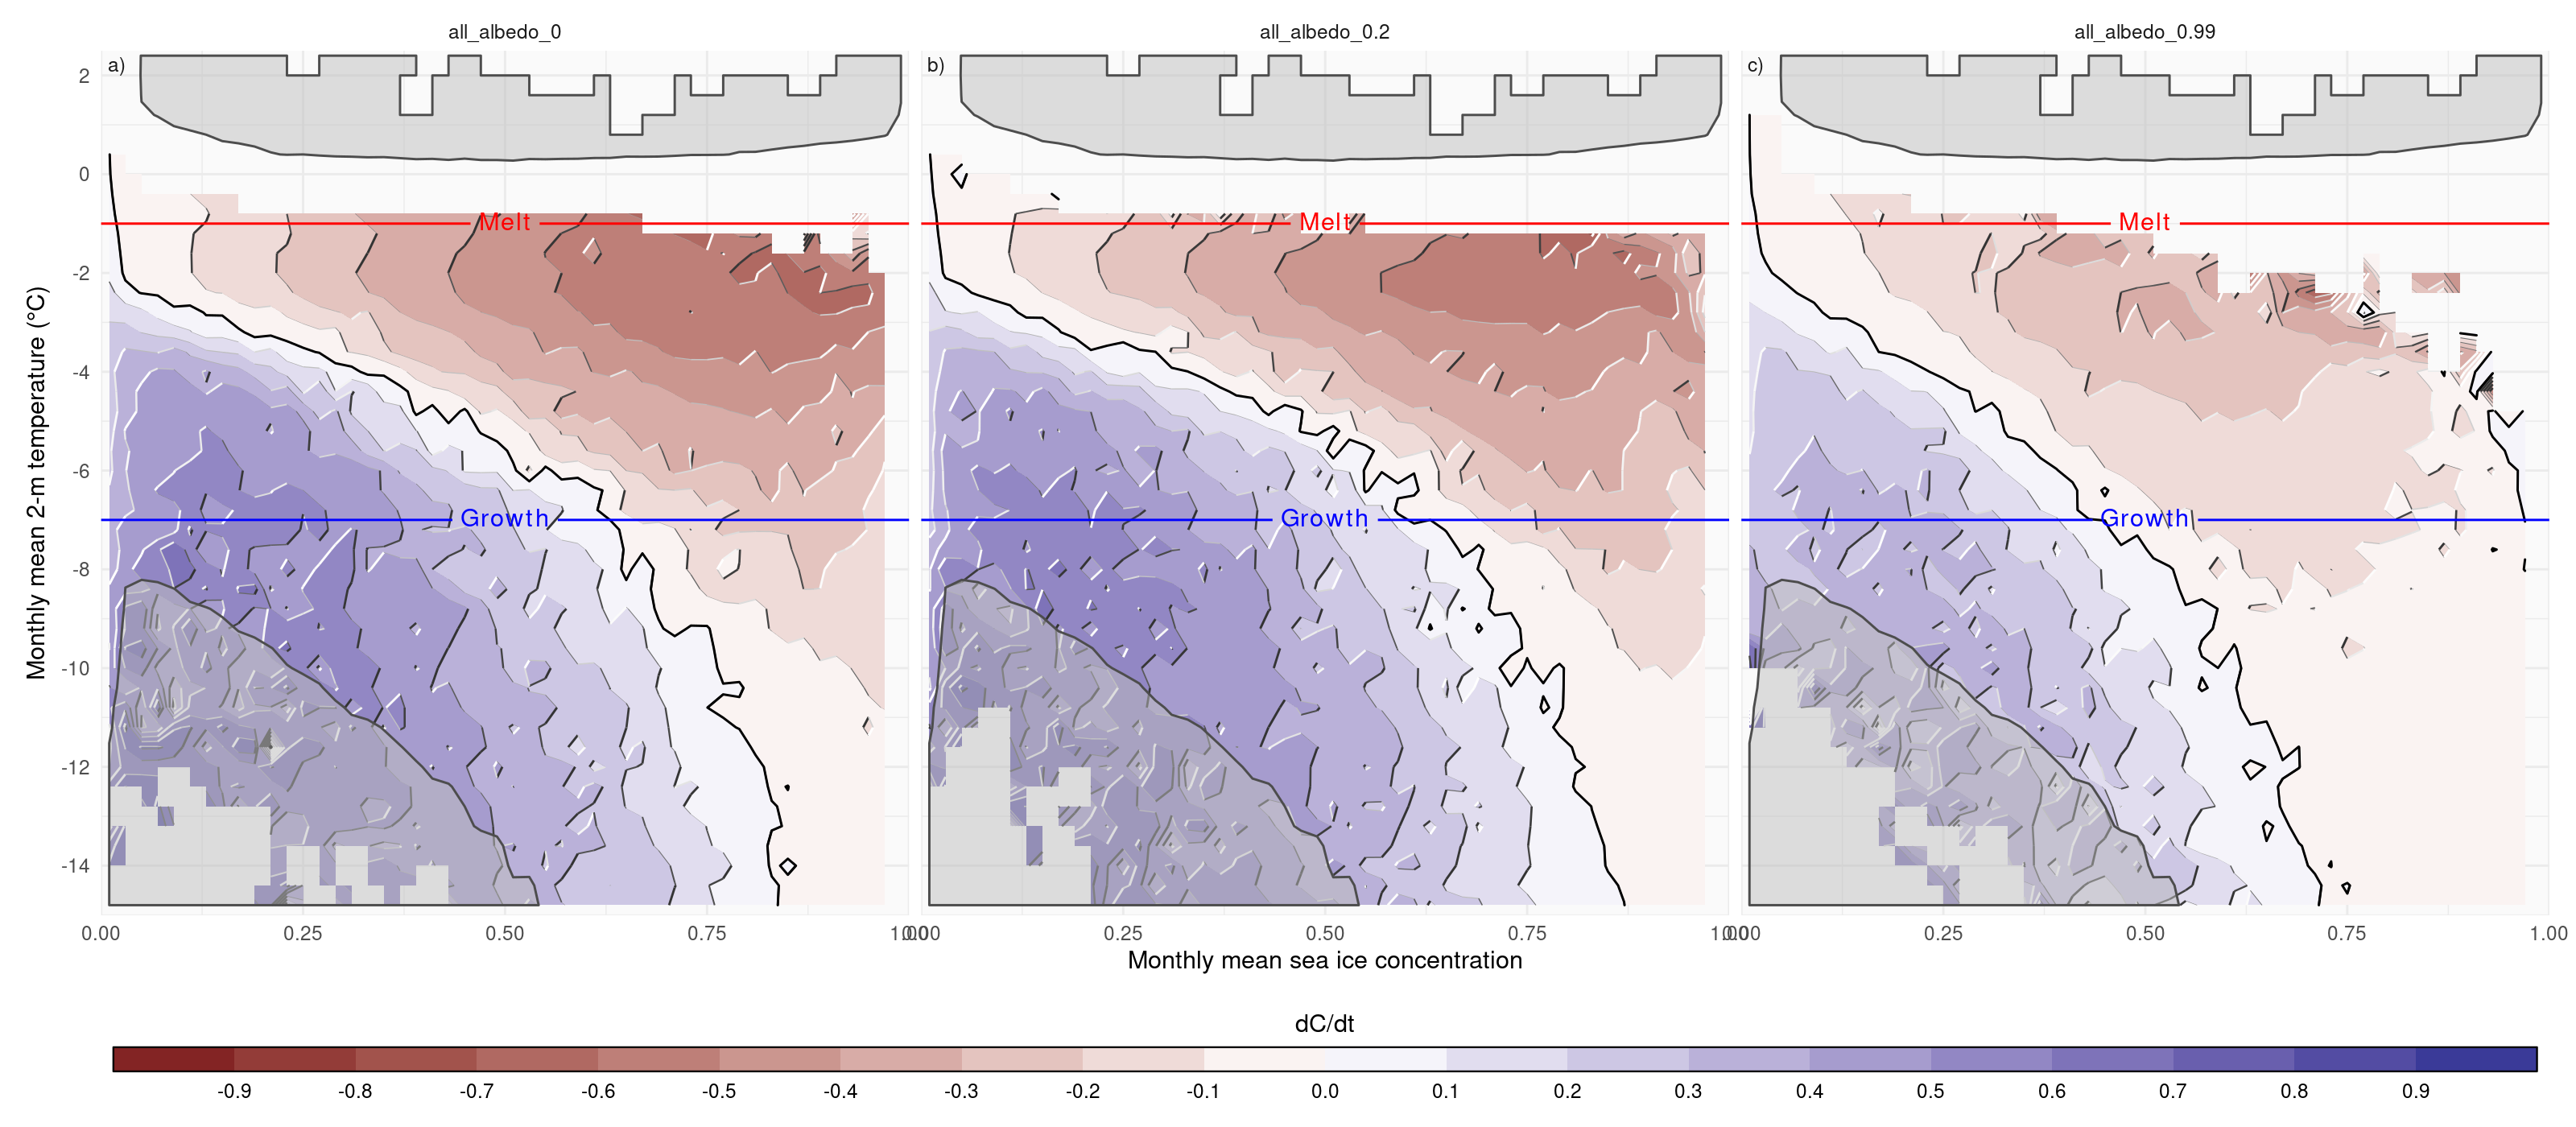 all_albedo_0
all_albedo_0.2
all_albedo_0.99
a)
b)
c)
Monthly mean 2-m temperature (°C)
2
0
-2
-4
-6
-8
-10
-12
-14
Melt
Melt
Melt
Growth
Growth
Growth
0.00 0.25 0.50 0.75 1.00
0.00 0.25 0.50 0.75 1.00
0.00 0.25 0.50 0.75 1.00
Monthly mean sea ice concentration
dC/dt
-0.9 -0.8 -0.7 -0.6 -0.5 -0.4 -0.3 -0.2 -0.1 0.0 0.1 0.2 0.3 0.4 0.5 0.6 0.7 0.8 0.9